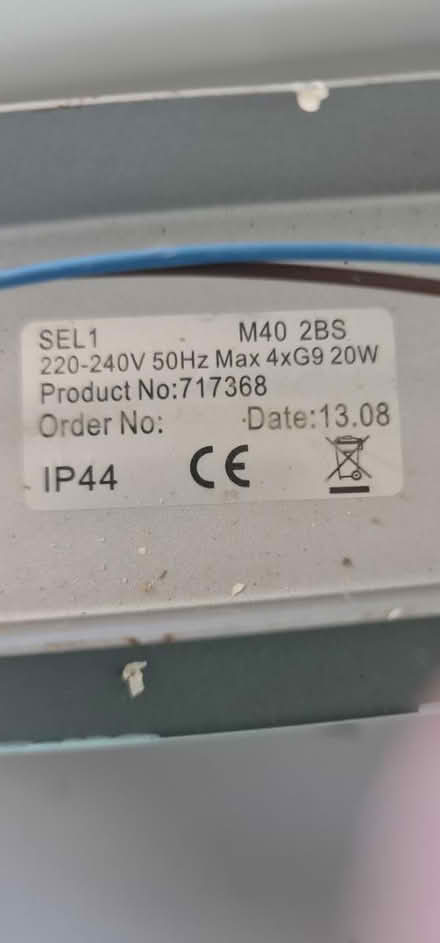 SEL1 M40 2BS
220-240V 50Hz Max 4xG9 20W
Product No:717368
Order No: Date:13.08
IP44 CE